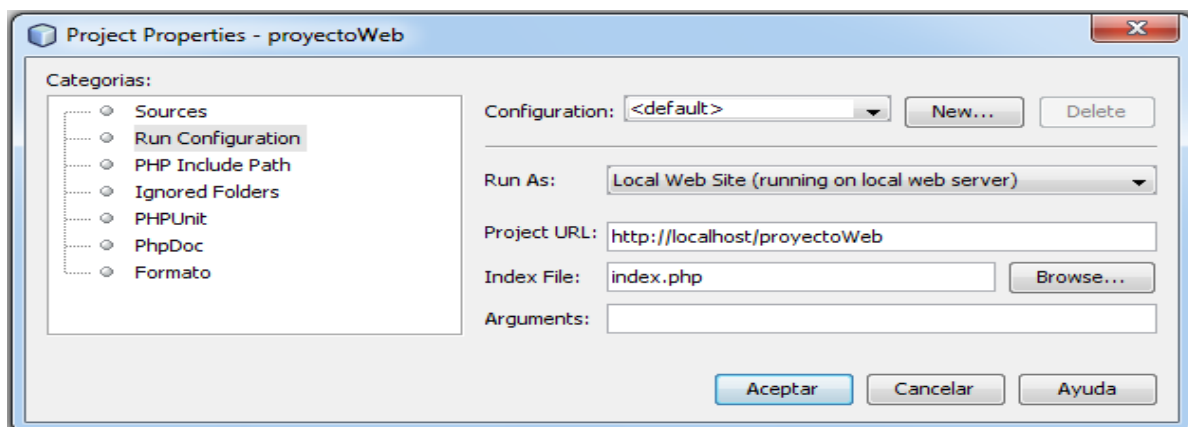 Project Properties - proyectoWeb
Categorias:
Sources
Run Configuration
PHP Include Path
Ignored Folders
PHPUnit
PhpDoc
Formato
Configuration: <default> New... Delete
Run As: Local Web Site (running on local web server)
Project URL: http://localhost/proyectoWeb
Index File: index.php Browse...
Arguments:
Aceptar Cancelar Ayuda